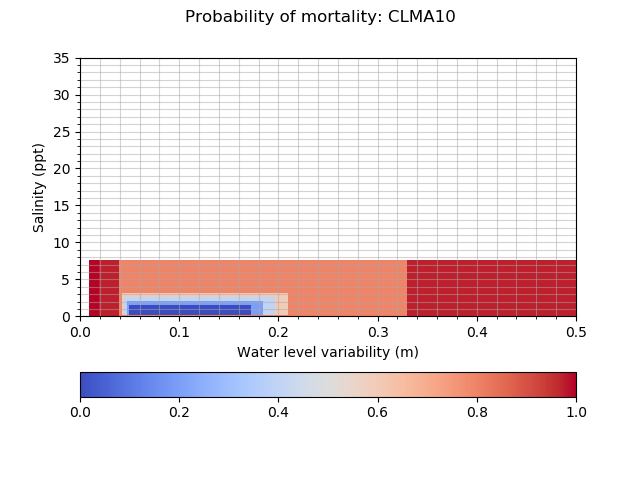 Probability of mortality: CLMA10
35
30
25
20
15
10
5
0
Salinity (ppt)
0.0 0.1 0.2 0.3 0.4 0.5
Water level variability (m)
0.0 0.2 0.4 0.6 0.8 1.0